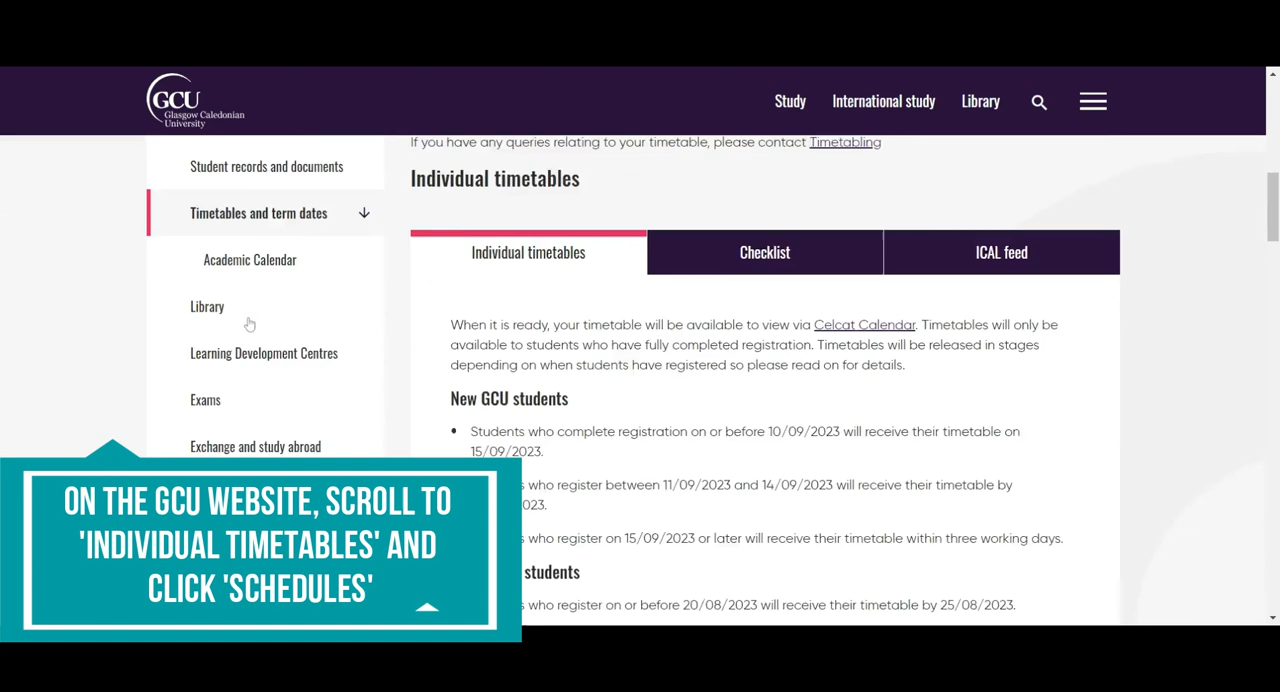 GCU
Glasgow Caledonian
University
Study
International study
Library
Student records and documents
Timetables and term dates
Academic Calendar
Library
Learning Development Centres
Exams
Exchange and study abroad
If you have any queries relating to your timetable, please contact Timetabling
Individual timetables
Individual timetables
Checklist
ICAL feed
When it is ready, your timetable will be available to view via Celcat Calendar. Timetables will only be
available to students who have fully completed registration. Timetables will be released in stages
depending on when students have registered so please read on for details.
New GCU students
• Students who complete registration on or before 10/09/2023 will receive their timetable on
15/09/2023.
who register between 11/09/2023 and 14/09/2023 will receive their timetable by
023.
who register on 15/09/2023 or later will receive their timetable within three working days.
students
who register on or before 20/08/2023 will receive their timetable by 25/08/2023.
ON THE GCU WEBSITE, SCROLL TO
'INDIVIDUAL TIMETABLES' AND
CLICK 'SCHEDULES'